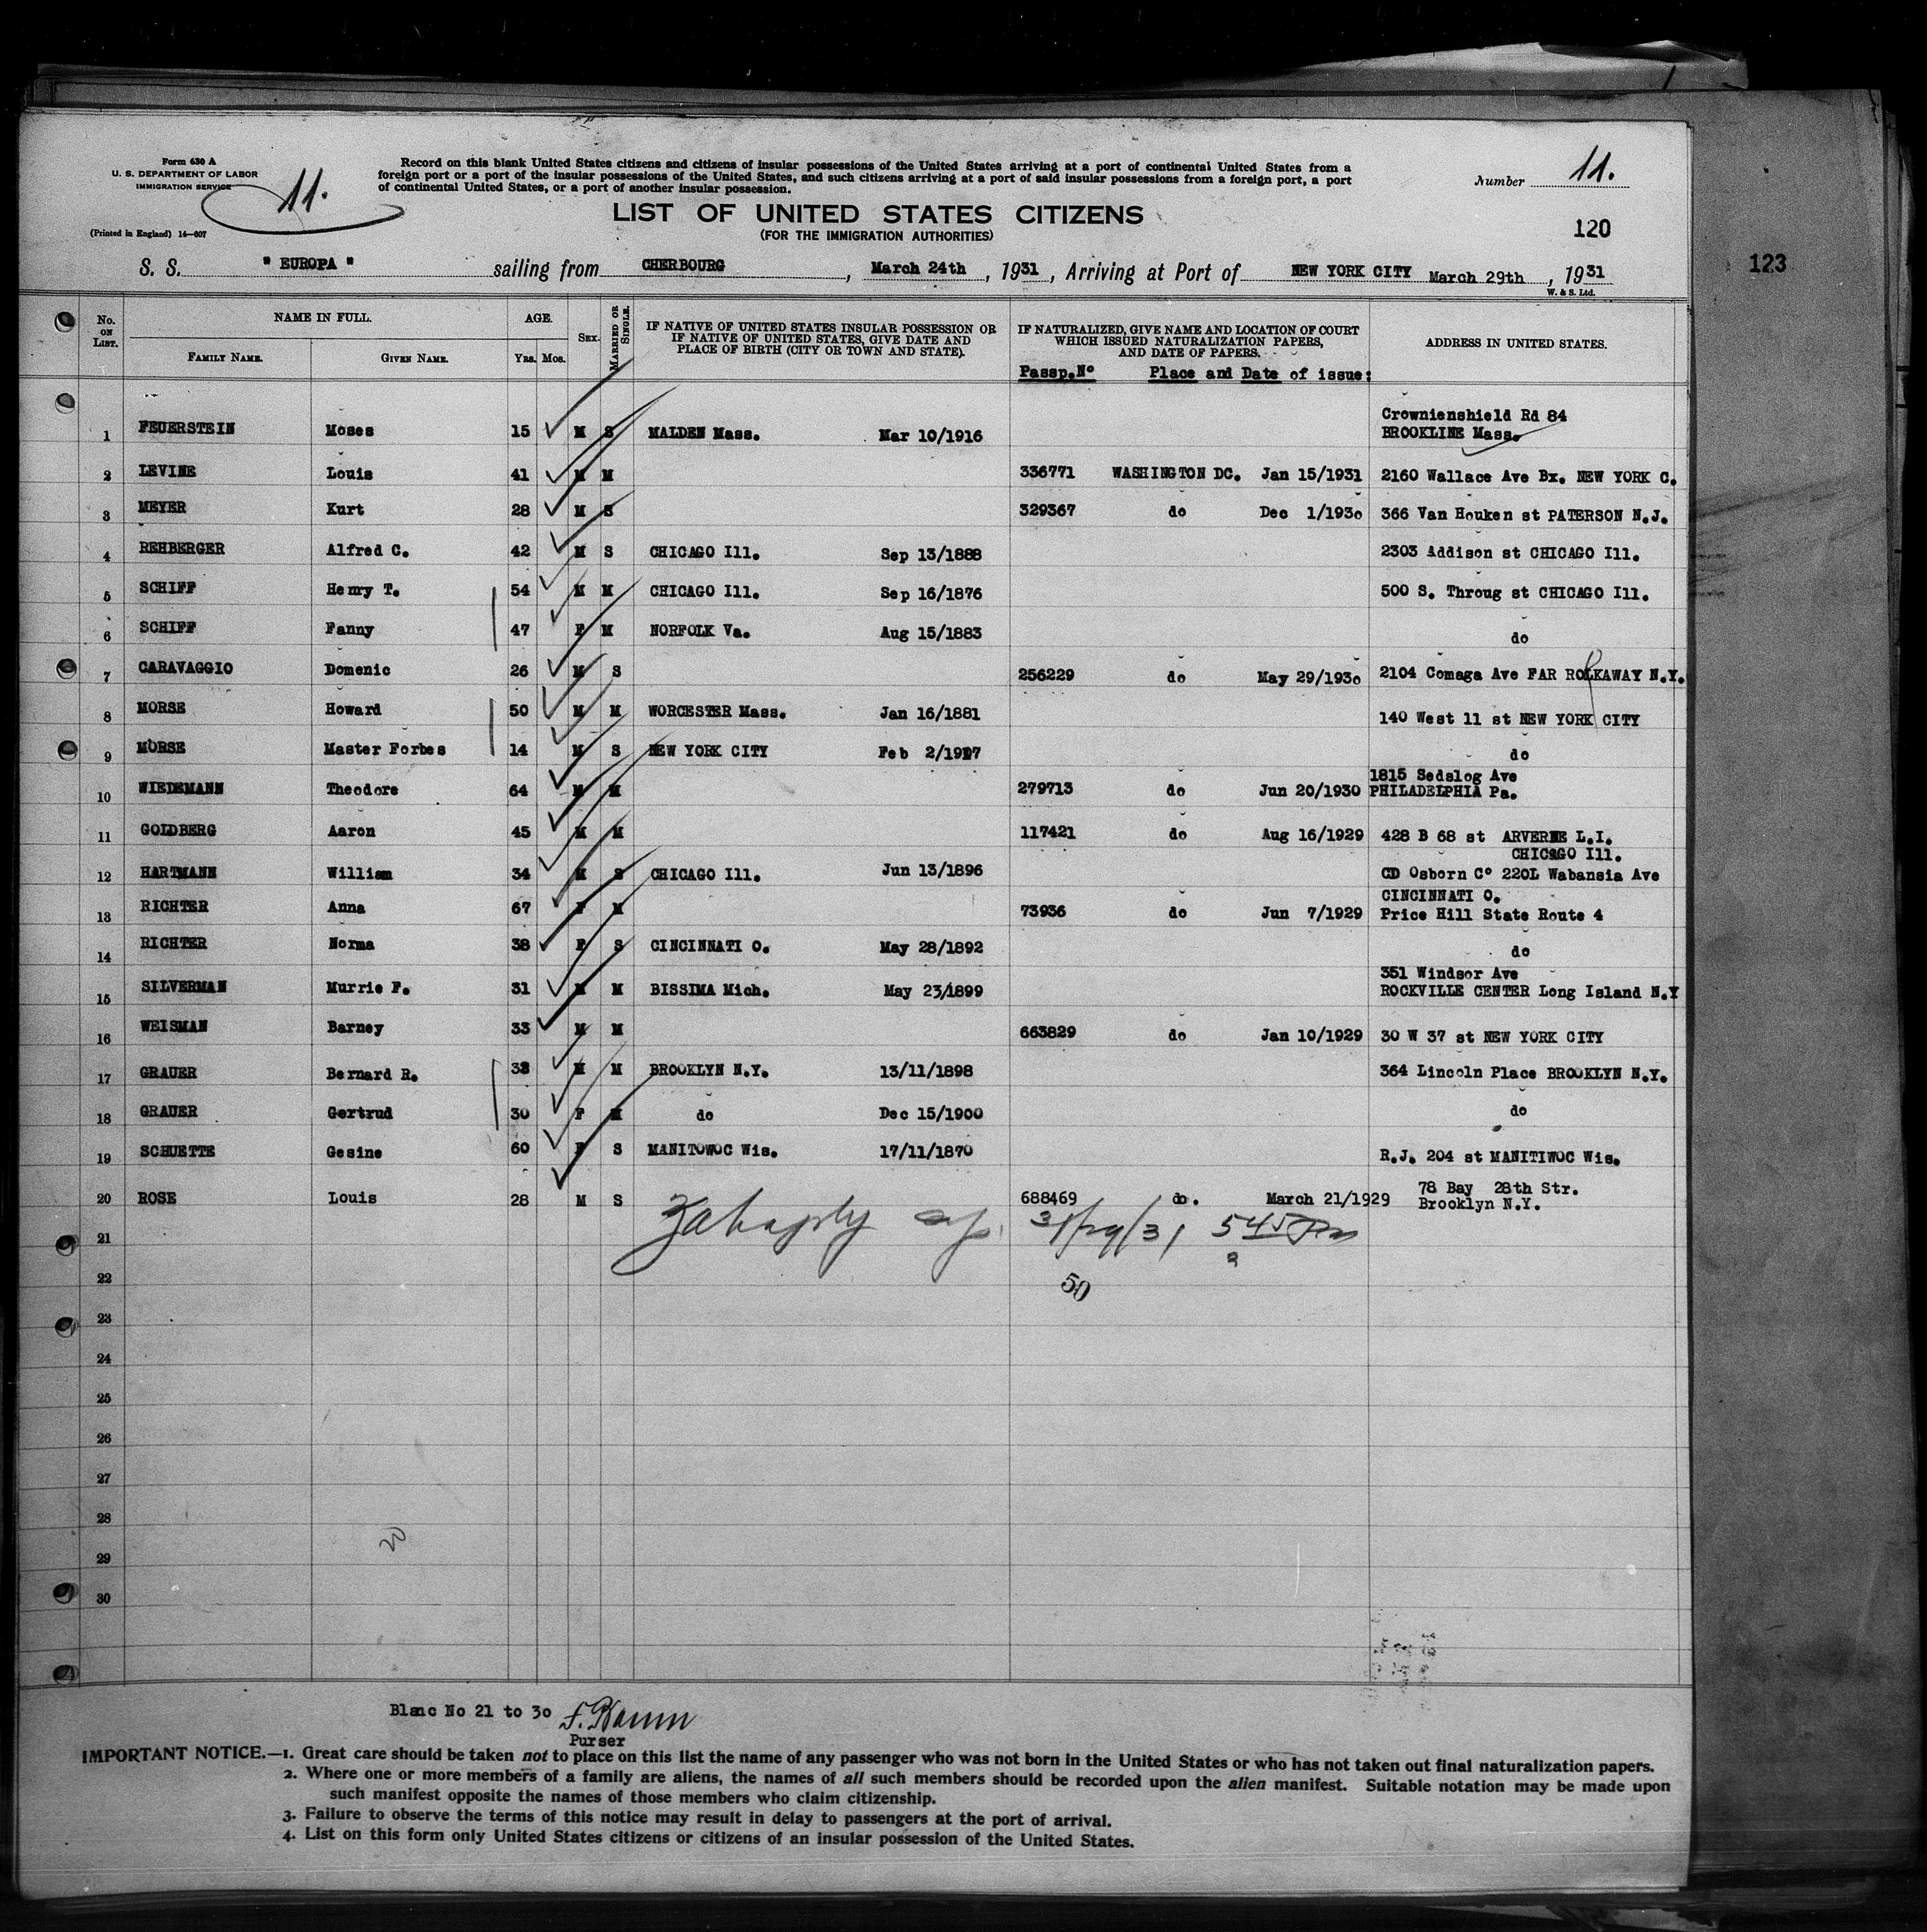 Form 630 A
U. S. DEPARTMENT OF LABOR
IMMIGRATION SERVICE
11.
(Printed in England) 14—607
Record on this blank United States citizens and citizens of insular possessions of the United States arriving at a port of continental United States from a
foreign port or a port of the insular possessions of the United States, and such citizens arriving at a port of said insular possessions from a foreign port, a port
of continental United States, or a port of another insular possession.
Number 11.
LIST OF UNITED STATES CITIZENS
(FOR THE IMMIGRATION AUTHORITIES)
120
123
S. S. " EUROPA " sailing from CHERBOURG, March 24th, 1931, Arriving at Port of NEW YORK CITY March 29th, 1931
W. & S. Ltd.
No. ON LIST. NAME IN FULL. AGE. Sex. MARRIED OR SINGLE. IF NATIVE OF UNITED STATES INSULAR POSSESSION OR IF NATIVE OF UNITED STATES, GIVE DATE AND PLACE OF BIRTH (CITY OR TOWN AND STATE). IF NATURALIZED, GIVE NAME AND LOCATION OF COURT WHICH ISSUED NATURALIZATION PAPERS, AND DATE OF PAPERS. ADDRESS IN UNITED STATES.
FAMILY NAME. GIVEN NAME. Yrs. Mos.
Passp.No Place and Date of issue:
1 FEUERSTEIN Moses 15 M S MALDEN Mass. Mar 10/1916 Crownienshield Rd 84
BROOKLINE Mass.
2 LEVINE Louis 41 M M 336771 WASHINGTON DC. Jan 15/1931 2160 Wallace Ave Bx. NEW YORK C.
3 MEYER Kurt 28 M S 329367 do Dec 1/1930 366 Van Houken st PATERSON N.J.
4 REHBERGER Alfred C. 42 M S CHICAGO Ill. Sep 13/1888 2303 Addison st CHICAGO Ill.
5 SCHIFF Henry T. 54 M M CHICAGO Ill. Sep 16/1876 500 S. Throug st CHICAGO Ill.
6 SCHIFF Fanny 47 F M NORFOLK Va. Aug 15/1883 do
7 CARAVAGGIO Domenic 26 M S 256229 do May 29/1930 2104 Comaga Ave FAR ROCKAWAY N.Y.
8 MORSE Howard 50 M M WORCESTER Mass. Jan 16/1881 140 West 11 st NEW YORK CITY
9 MORSE Master Forbes 14 M S NEW YORK CITY Feb 2/1917 do
10 WIEDEMANN Theodore 64 M M 279713 do Jun 20/1930 1815 Sedslog Ave
PHILADELPHIA Pa.
11 GOLDBERG Aaron 45 M M 117421 do Aug 16/1929 428 B 68 st ARVERNE L.I.
12 HARTMANN William 34 M S CHICAGO Ill. Jun 13/1896 CHICAGO Ill.
CD Osborn Co 220L Wabansia Ave
13 RICHTER Anna 67 F M 73936 do Jun 7/1929 CINCINNATI O.
Price Hill State Route 4
14 RICHTER Norma 38 F S CINCINNATI O. May 28/1892 do
15 SILVERMAN Murrie F. 31 M M BISSIMA Mich. May 23/1899 351 Windsor Ave
ROCKVILLE CENTER Long Island N.Y
16 WEISMAN Barney 33 M M 663829 do Jan 10/1929 30 W 37 st NEW YORK CITY
17 GRAUER Bernard R. 32 M M BROOKLYN N.Y. 13/11/1898 364 Lincoln Place BROOKLYN N.Y.
18 GRAUER Gertrud 30 F M do Dec 15/1900 do
19 SCHUETTE Gesine 60 F S MANITOWOC Wis. 17/11/1870 R.J. 204 st MANITIWOC Wis.
20 ROSE Louis 28 M S 688469 do. March 21/1929 78 Bay 28th Str.
Brooklyn N.Y.
21 3/29/31 545 Pm
22 50
23
24
25
26
27
28
29
30
20
Blanc No 21 to 30
Purser
IMPORTANT NOTICE.—1. Great care should be taken not to place on this list the name of any passenger who was not born in the United States or who has not taken out final naturalization papers.
2. Where one or more members of a family are aliens, the names of all such members should be recorded upon the alien manifest. Suitable notation may be made upon
such manifest opposite the names of those members who claim citizenship.
3. Failure to observe the terms of this notice may result in delay to passengers at the port of arrival.
4. List on this form only United States citizens or citizens of an insular possession of the United States.